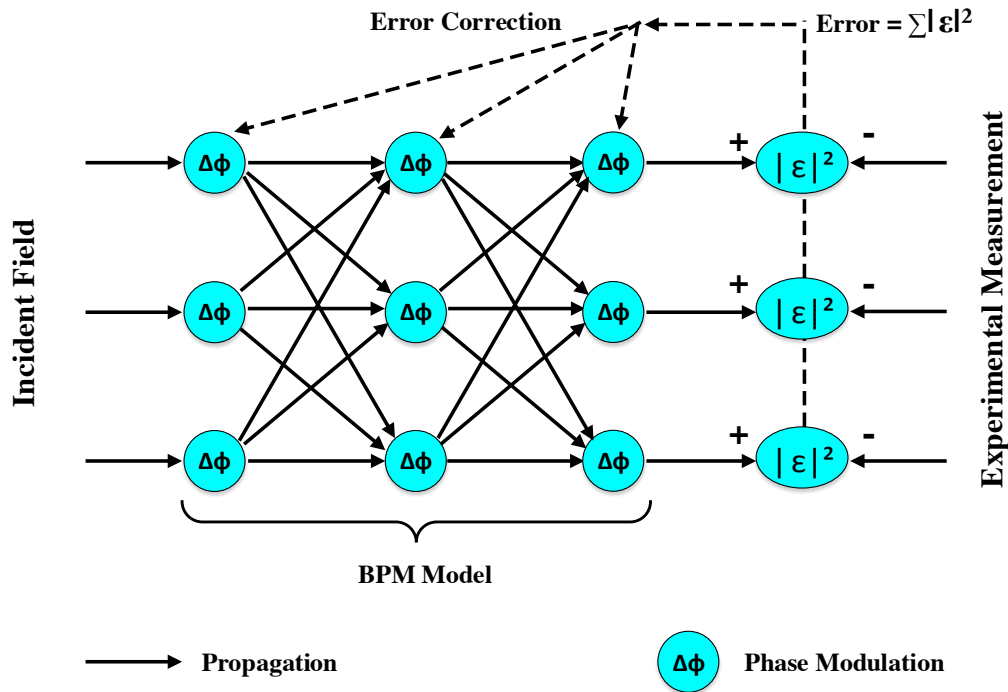 Error Correction
Error = ∑|ε|²
Incident Field
Δϕ Δϕ Δϕ + |ε|² -
Δϕ Δϕ Δϕ + |ε|² -
Δϕ Δϕ Δϕ + |ε|² -
Experimental Measurement
BPM Model
Propagation
Δϕ Phase Modulation